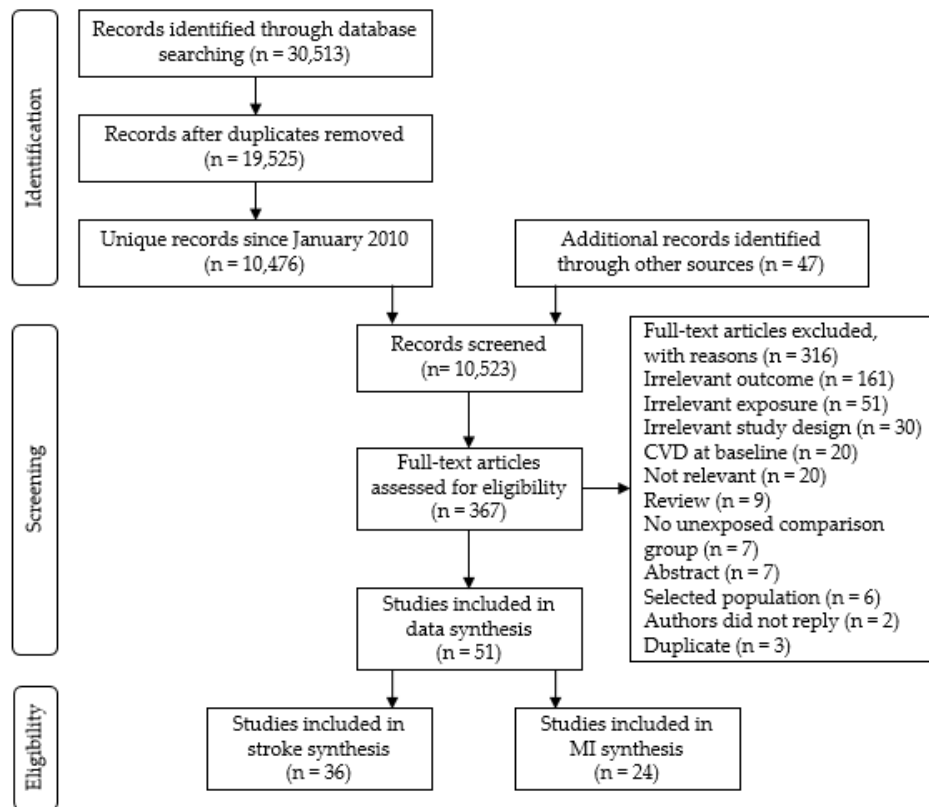 Identification
Records identified through database
searching (n = 30,513)
Records after duplicates removed
(n = 19,525)
Unique records since January 2010
(n = 10,476)
Additional records identified
through other sources (n = 47)
Screening
Records screened
(n= 10,523)
Full-text articles
assessed for eligibility
(n = 367)
Full-text articles excluded,
with reasons (n = 316)
Irrelevant outcome (n = 161)
Irrelevant exposure (n = 51)
Irrelevant study design (n = 30)
CVD at baseline (n = 20)
Not relevant (n = 20)
Review (n = 9)
No unexposed comparison
group (n = 7)
Abstract (n = 7)
Selected population (n = 6)
Authors did not reply (n = 2)
Duplicate (n = 3)
Studies included in
data synthesis
(n = 51)
Eligibility
Studies included in
stroke synthesis
(n = 36)
Studies included in
MI synthesis
(n = 24)